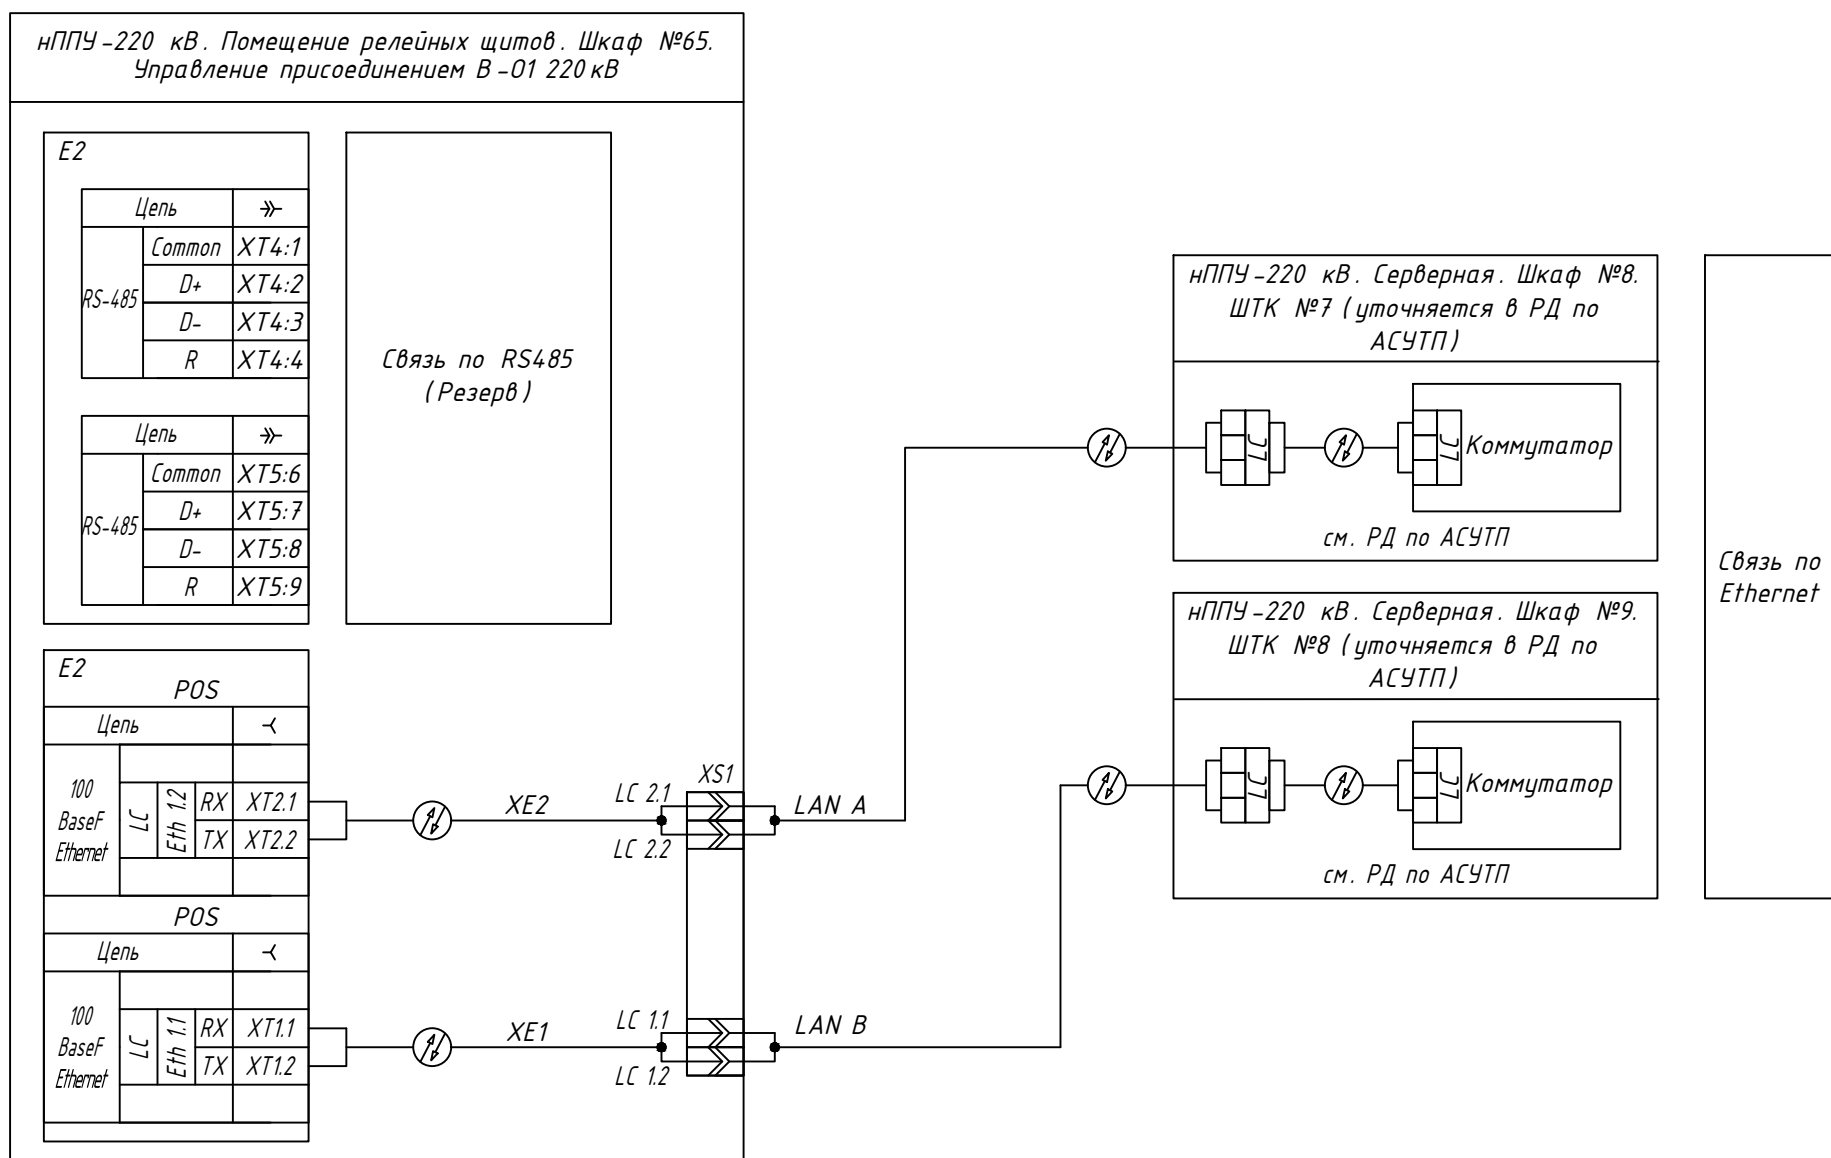 нППУ-220 кВ. Помещение релейных щитов. Шкаф №65.
Управление присоединением В-О1 220 кВ
E2
Цепь
RS-485
Common XT4:1
D+ XT4:2
D- XT4:3
R XT4:4
Цепь
RS-485
Common XT5:6
D+ XT5:7
D- XT5:8
R XT5:9
Связь по RS485
(Резерв)
E2
POS
Цепь
100
BaseF
Ethernet
LC
Eth 1.2
RX XT2.1
TX XT2.2
POS
Цепь
100
BaseF
Ethernet
LC
Eth 1.1
RX XT1.1
TX XT1.2
XE2
LC 2.1
LC 2.2
XS1
LAN A
XE1
LC 1.1
LC 1.2
LAN B
нППУ-220 кВ. Серверная. Шкаф №8.
ШТК №7 (уточняется в РД по
АСУТП)
LC
LC
Коммутатор
см. РД по АСУТП
нППУ-220 кВ. Серверная. Шкаф №9.
ШТК №8 (уточняется в РД по
АСУТП)
LC
LC
Коммутатор
см. РД по АСУТП
Связь по
Ethernet